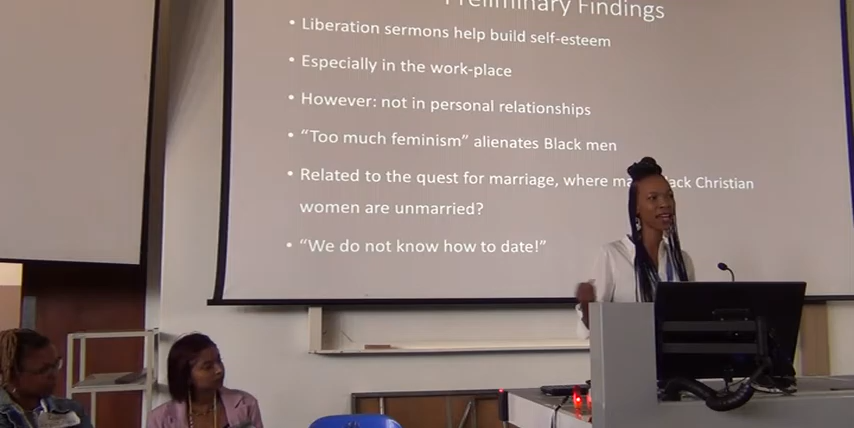 Preliminary Findings
• Liberation sermons help build self-esteem
• Especially in the work-place
• However: not in personal relationships
• “Too much feminism” alienates Black men
• Related to the quest for marriage, where Christian
women are unmarried?
• “We do not know how to date!”